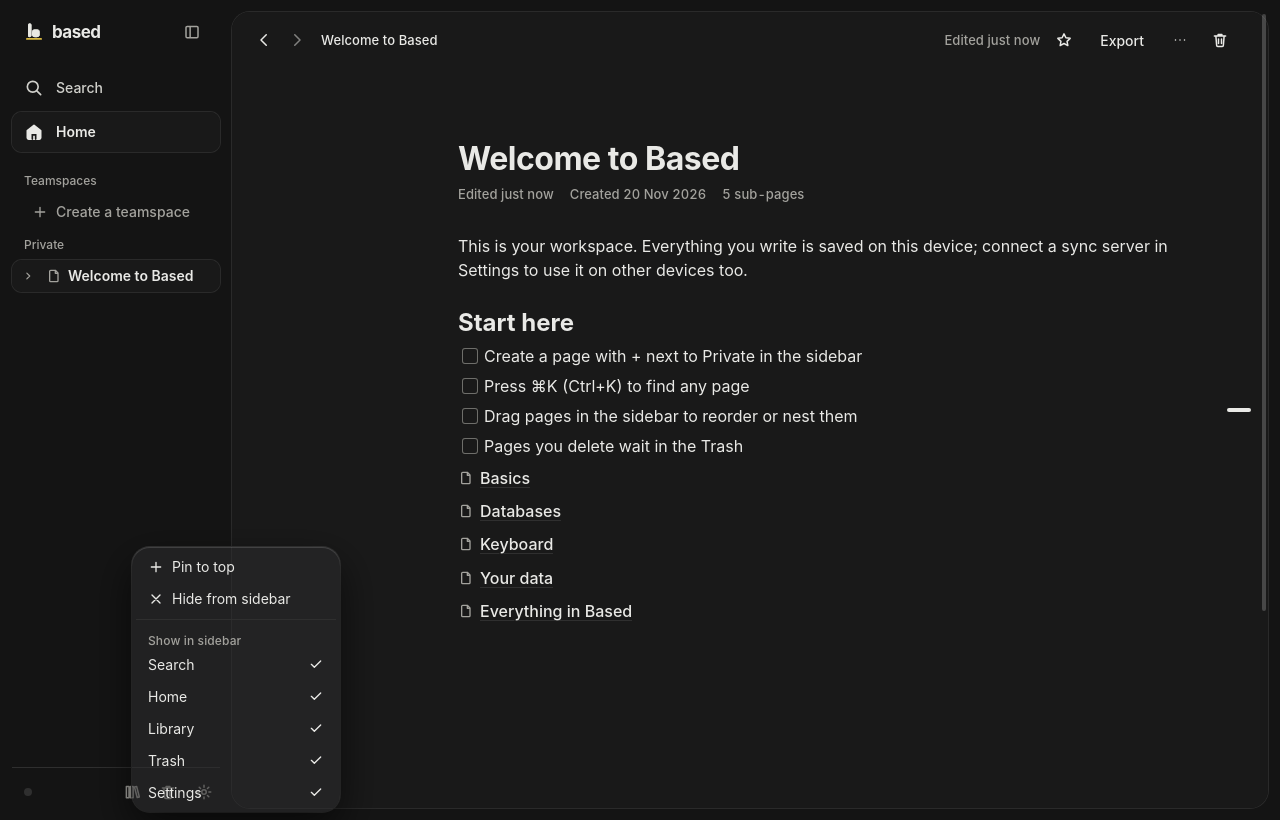 based
Search
Home
Teamspaces
Create a teamspace
Private
Welcome to Based
Welcome to Based
Edited just now
Export
Welcome to Based
Edited just now Created 20 Nov 2026 5 sub-pages
This is your workspace. Everything you write is saved on this device; connect a sync server in
Settings to use it on other devices too.
Start here
Create a page with + next to Private in the sidebar
Press ⌘K (Ctrl+K) to find any page
Drag pages in the sidebar to reorder or nest them
Pages you delete wait in the Trash
Basics
Databases
Keyboard
Your data
Everything in Based
Pin to top
Hide from sidebar
Show in sidebar
Search
Home
Library
Trash
Settings